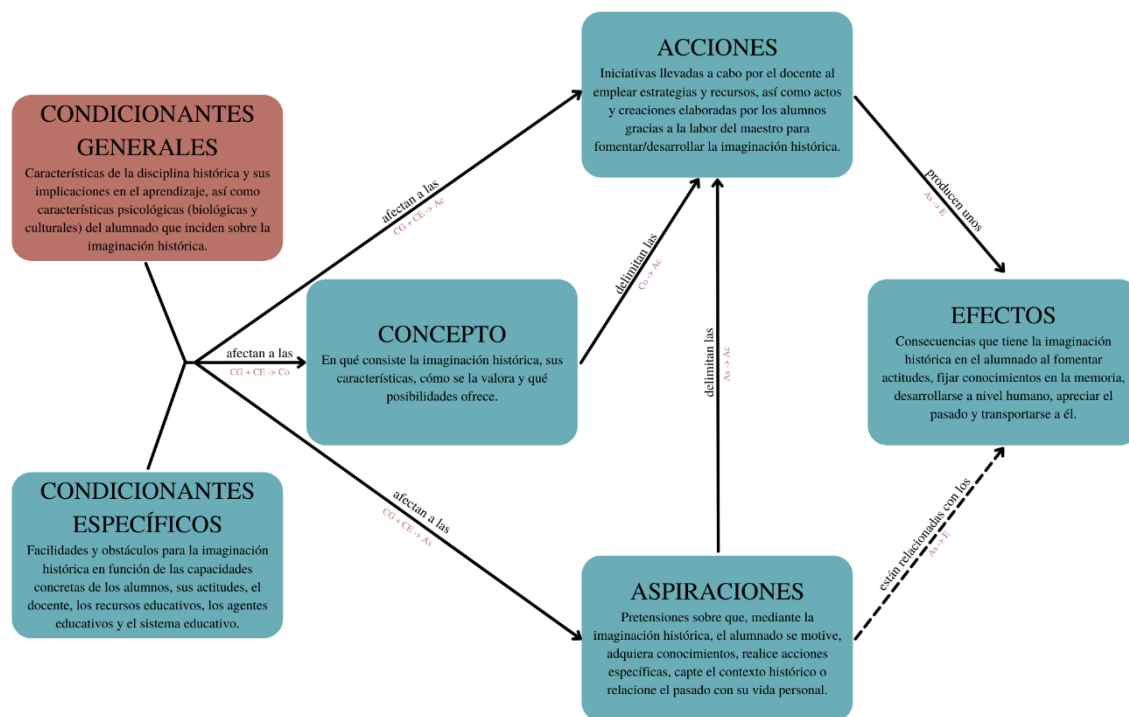 ACCIONES
Iniciativas llevadas a cabo por el docente al
emplear estrategias y recursos, así como actos
y creaciones elaboradas por los alumnos
gracias a la labor del maestro para
fomentar/desarrollar la imaginación histórica.
CONDICIONANTES
GENERALES
Características de la disciplina histórica y sus
implicaciones en el aprendizaje, así como
características psicológicas (biológicas y
culturales) del alumnado que inciden sobre la
imaginación histórica.
afectan a las
CG + CE -> Ac
producen unos
As -> E
delimitan las
Co -> Ac
CONCEPTO
En qué consiste la imaginación histórica, sus
características, cómo se la valora y qué
posibilidades ofrece.
afectan a las
CG + CE -> Co
delimitan las
As -> Ac
EFECTOS
Consecuencias que tiene la imaginación
histórica en el alumnado al fomentar
actitudes, fijar conocimientos en la memoria,
desarrollarse a nivel humano, apreciar el
pasado y transportarse a él.
CONDICIONANTES
ESPECÍFICOS
Facilidades y obstáculos para la imaginación
histórica en función de las capacidades
concretas de los alumnos, sus actitudes, el
docente, los recursos educativos, los agentes
educativos y el sistema educativo.
afectan a las
CG + CE -> As
están relacionadas con los
As -> E
ASPIRACIONES
Pretensiones sobre que, mediante la
imaginación histórica, el alumnado se motive,
adquiera conocimientos, realice acciones
específicas, capte el contexto histórico o
relacione el pasado con su vida personal.